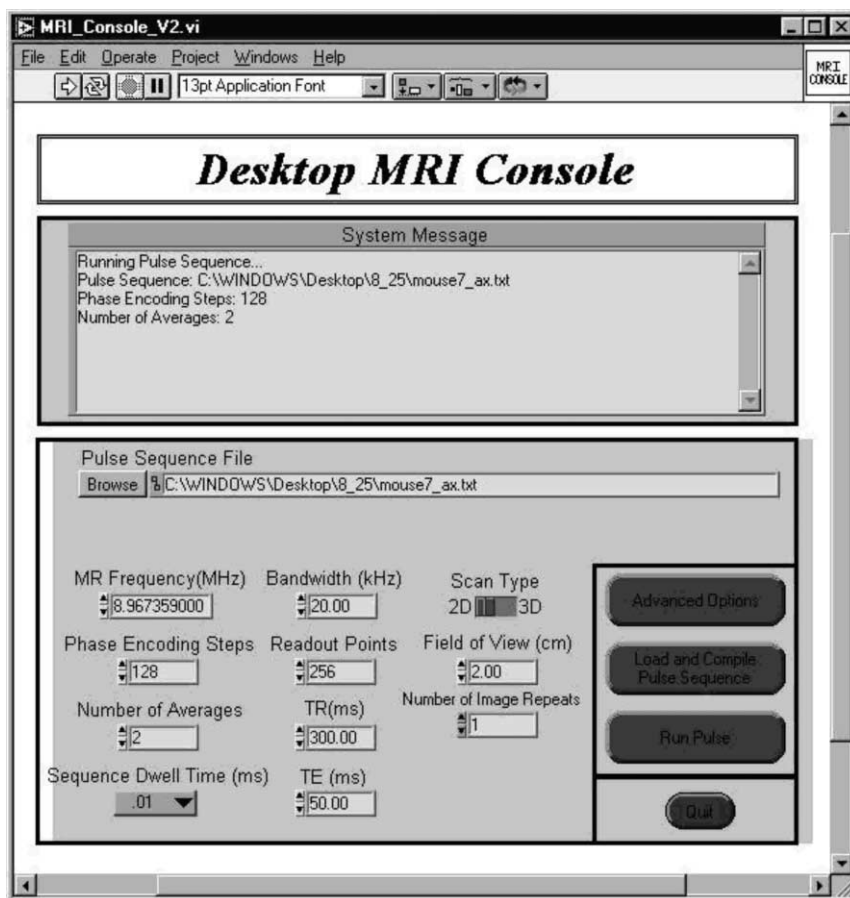 MRI_Console_V2.vi
File Edit Operate Project Windows Help
13pt Application Font
MRI
CONSOLE
Desktop MRI Console
System Message
Running Pulse Sequence...
Pulse Sequence: C:\WINDOWS\Desktop\8_25\mouse7_ax.txt
Phase Encoding Steps: 128
Number of Averages: 2
Pulse Sequence File
Browse C:\WINDOWS\Desktop\8_25\mouse7_ax.txt
MR Frequency(MHz) Bandwidth (kHz) Scan Type
8.967359000 20.00 2D 3D
Phase Encoding Steps Readout Points Field of View (cm)
128 256 2.00
Number of Averages TR(ms) Number of Image Repeats
2 300.00 1
Sequence Dwell Time (ms) TE (ms)
.01 50.00
Advanced Options
Load and Compile
Pulse Sequence
Run Pulse
Quit